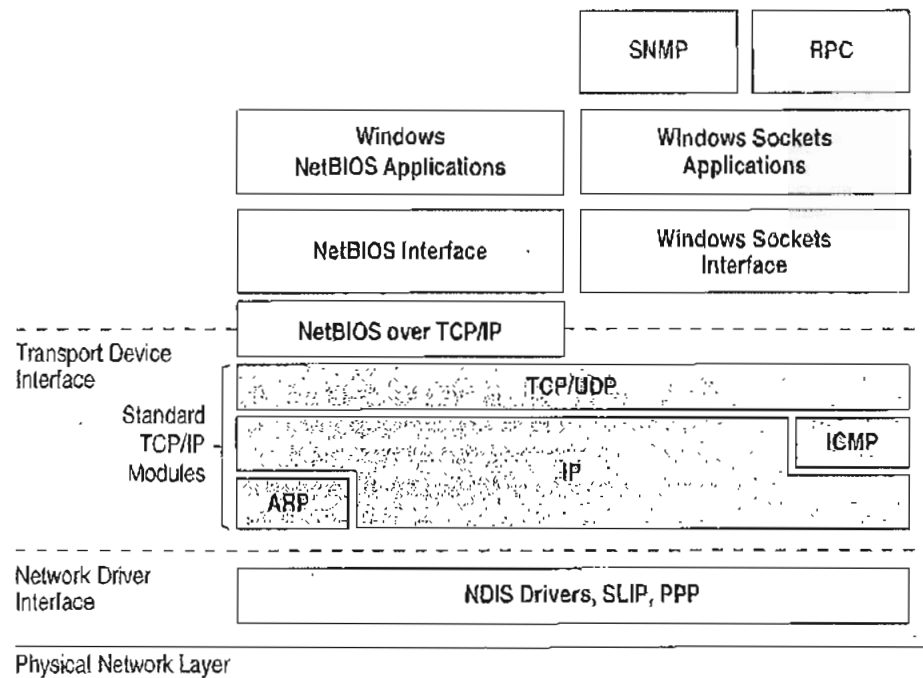 SNMP
RPC
Windows
NetBIOS Applications
Windows Sockets
Applications
NetBIOS Interface
Windows Sockets
Interface
NetBIOS over TCP/IP
Transport Device
Interface
TCP/UDP
Standard
TCP/IP
Modules
ICMP
IP
ARP
Network Driver
Interface
NDIS Drivers, SLIP, PPP
Physical Network Layer